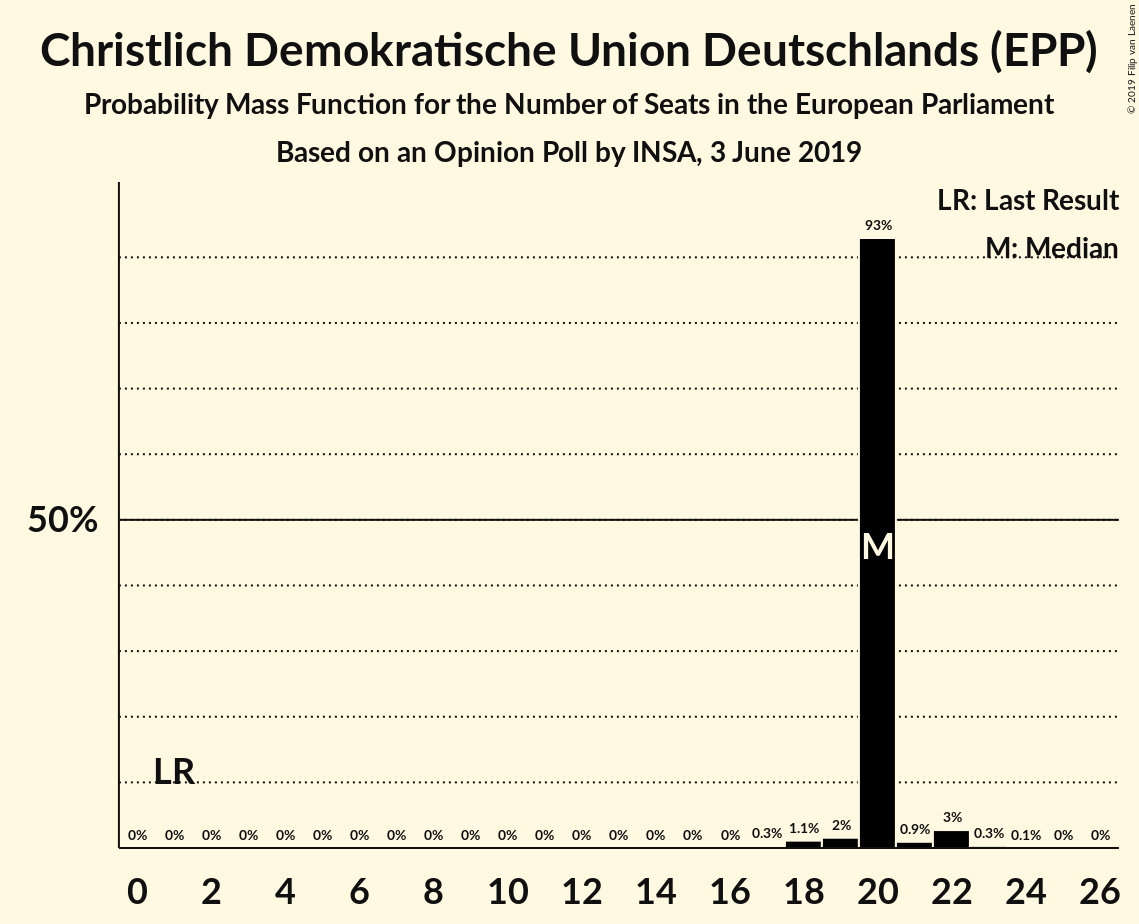 Christlich Demokratische Union Deutschlands (EPP)
Probability Mass Function for the Number of Seats in the European Parliament
Based on an Opinion Poll by INSA, 3 June 2019
© 2019 Filip van Laenen
LR: Last Result
M: Median
93%
50%
M
LR
0% 0% 0% 0% 0% 0% 0% 0% 0% 0% 0% 0% 0% 0% 0% 0% 0% 0.3% 1.1% 2% 0.9% 3% 0.3% 0.1% 0% 0%
0 2 4 6 8 10 12 14 16 18 20 22 24 26